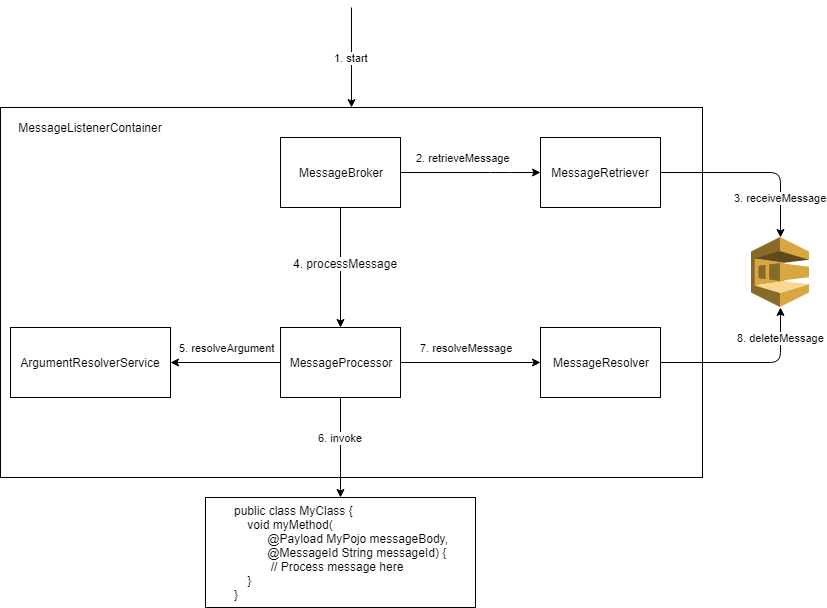 1. start
MessageListenerContainer
MessageBroker
2. retrieveMessage
MessageRetriever
3. receiveMessage
4. processMessage
ArgumentResolverService
5. resolveArgument
MessageProcessor
7. resolveMessage
MessageResolver
8. deleteMessage
6. invoke
public class MyClass {
void myMethod(
@Payload MyPojo messageBody,
@MessageId String messageId) {
// Process message here
}
}